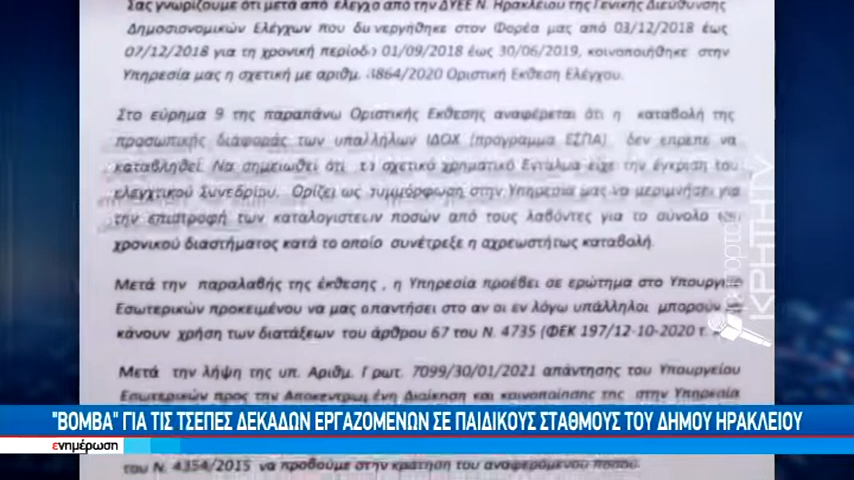 Σας γνωρίζουμε ότι μετά από έλεγχο από την ΔΥΕΕ Ν. Ηρακλείου της Γενικής Διεύθυνσης
Δημοσιονομικών Ελέγχων που διενεργήθηκε στον Φορέα μας από 03/12/2018 έως
07/12/2018 για τη χρονική περίοδο 01/09/2018 έως 30/06/2019, κοινοποιήθηκε στην
Υπηρεσία μας η σχετική με αριθμ. 3864/2020 Οριστική Εκθεση Ελέγχου.
Στο εύρημα 9 της παραπάνω Οριστικής Εκθεσης αναφέρεται ότι η καταβολή της
προσωπικής διαφοράς των υπαλλήλων ΙΔΟΧ (πρόγραμμα ΕΣΠΑ), δεν έπρεπε να
καταβληθεί. Να σημειωθεί ότι το σχετικό χρηματικό Ενταλμα είχε την έγκριση του
ελεγκτικού Συνεδρίου. Ορίζει ως συμμόρφωση στην Υπηρεσία μας να μεριμνήσει για
την επιστροφή των καταλογιστέων ποσών από τους λαβόντες για το σύνολο του
χρονικού διαστήματος κατά το οποίο συνέτρεξε η αχρεωστήτως καταβολή.
Μετά την παραλαβής της έκθεσης , η Υπηρεσία προέβει σε ερώτημα στο Υπουργείο
Εσωτερικών προκειμένου να μας απαντήσει στο αν οι εν λόγω υπάλληλοι μπορούν
κάνουν χρήση των διατάξεων του άρθρου 67 του Ν. 4735 (ΦΕΚ 197/12-10-2020 τ.
Μετά την λήψη της υπ. Αριθμ. Πρωτ. 7099/30/01/2021 απάντησης του Υπουργείου
Εσωτερικών προς την Αποκεντρωμένη Διοίκηση και κοινοποίησης της στην Υπηρεσία
"ΒΟΜΒΑ" ΓΙΑ ΤΙΣ ΤΣΕΠΕΣ ΔΕΚΑΔΩΝ ΕΡΓΑΖΟΜΕΝΩΝ ΣΕ ΠΑΙΔΙΚΟΥΣ ΣΤΑΘΜΟΥΣ ΤΟΥ ΔΗΜΟΥ ΗΡΑΚΛΕΙΟΥ
ενημέρωση
του Ν. 4354/2015 να προβούμε στην κράτηση του αναφερόμενου ποσού.
ΚΡΗΤΗTV